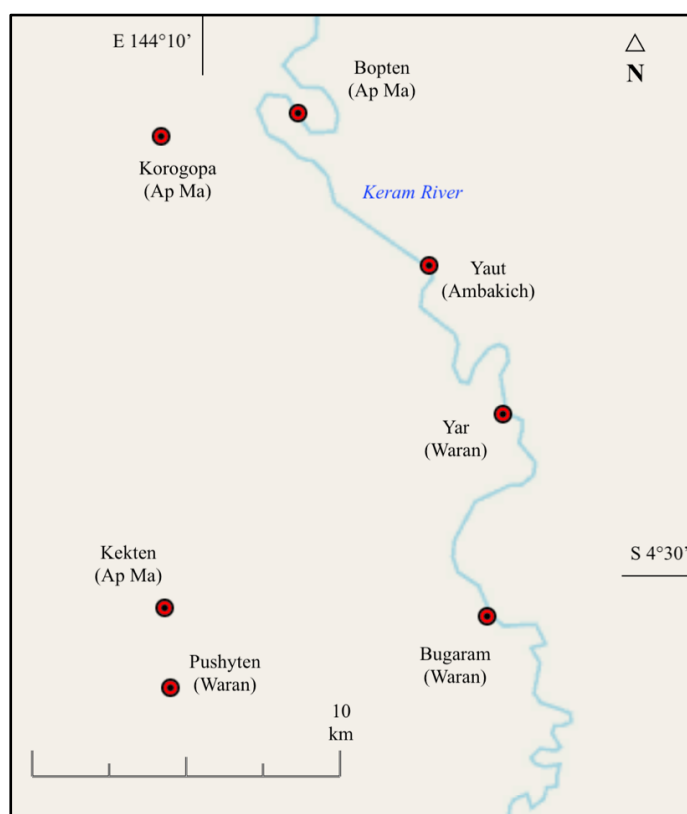 E 144°10’
N
Bopten
(Ap Ma)
Korogopa
(Ap Ma)
Keram River
Yaut
(Ambakich)
Yar
(Waran)
Kekten
(Ap Ma)
S 4°30’
Pushyten
(Waran)
Bugaram
(Waran)
10
km